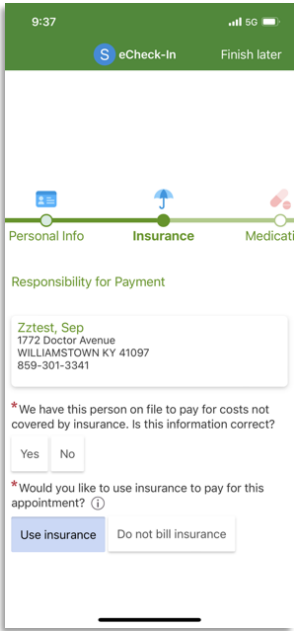 9:37 5G
S eCheck-In Finish later
Personal Info Insurance Medicati
Responsibility for Payment
Zztest, Sep
1772 Doctor Avenue
WILLIAMSTOWN KY 41097
859-301-3341
*We have this person on file to pay for costs not
covered by insurance. Is this information correct?
Yes No
*Would you like to use insurance to pay for this
appointment? i
Use insurance Do not bill insurance